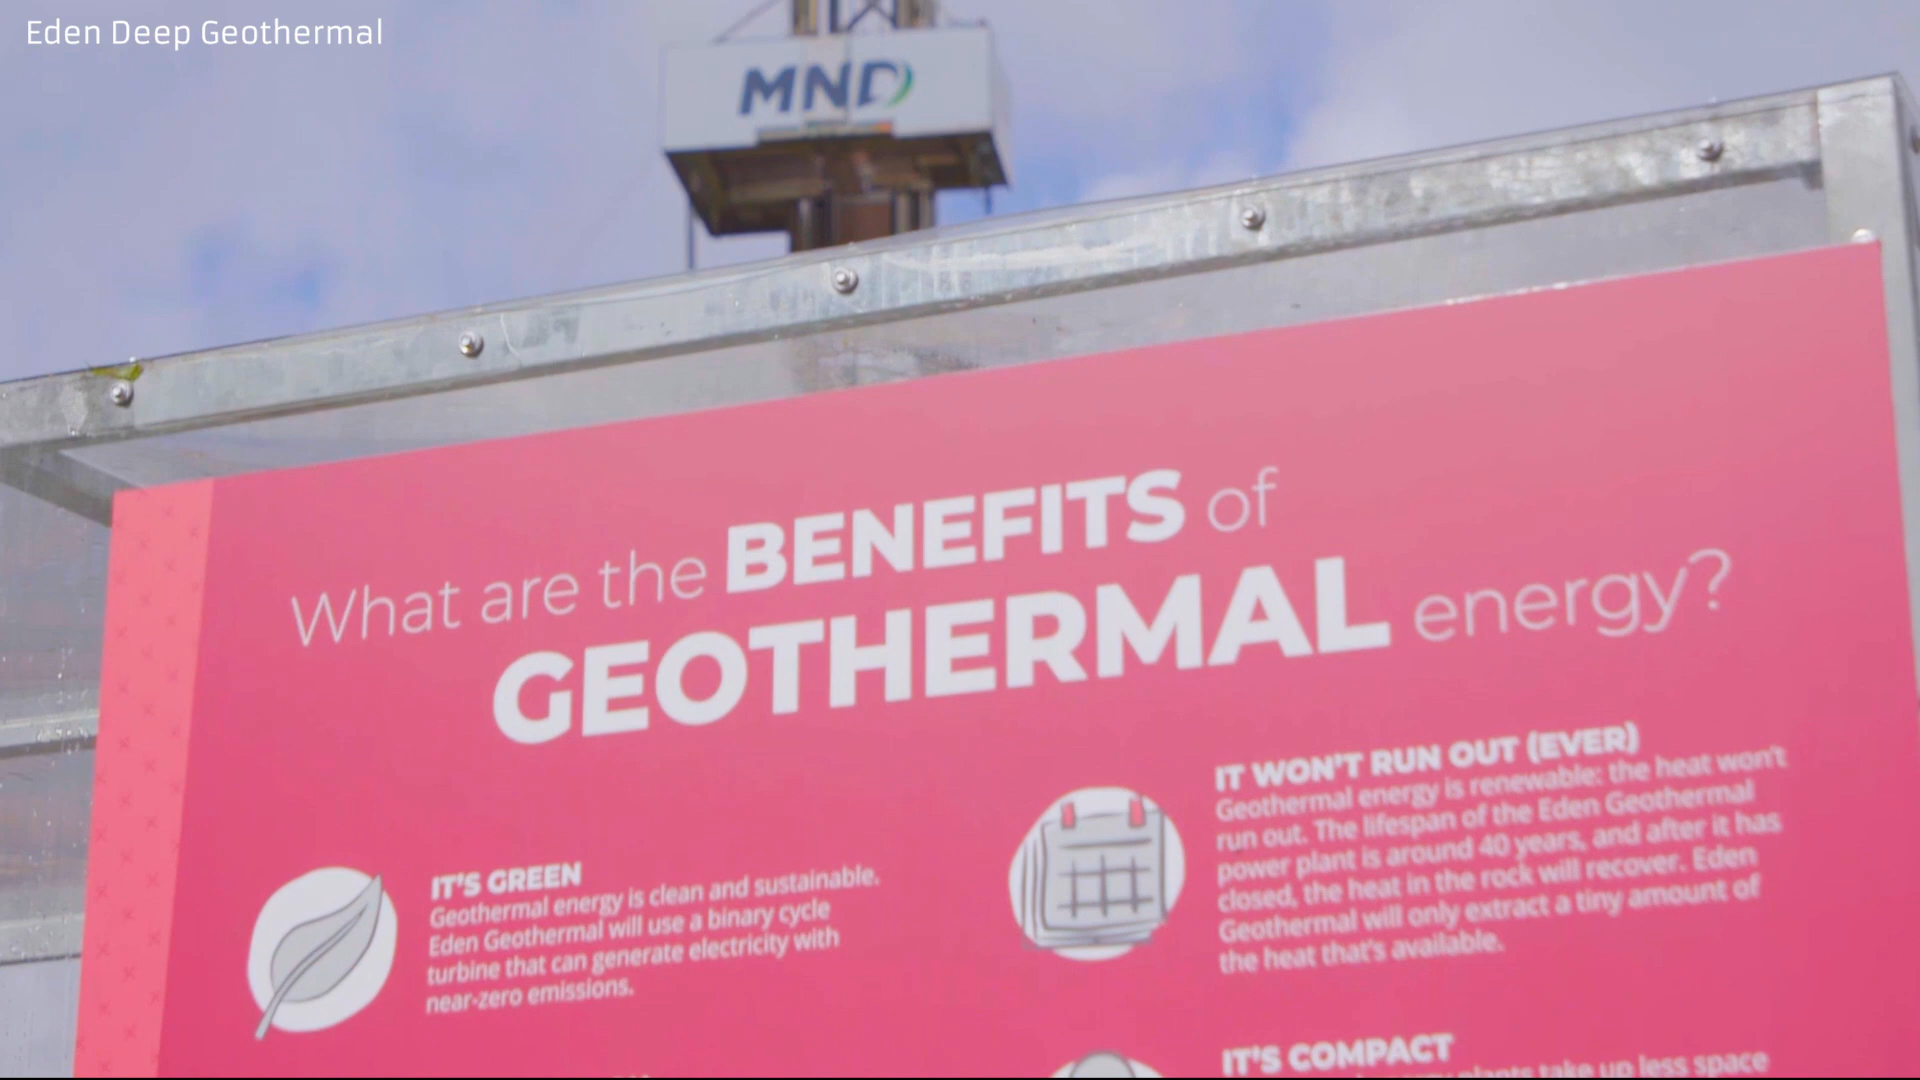 Eden Deep Geothermal
MND
What are the BENEFITS of
GEOTHERMAL energy?
IT'S GREEN
Geothermal energy is clean and sustainable.
Eden Geothermal will use a binary cycle
turbine that can generate electricity with
near-zero emissions.
IT WON'T RUN OUT (EVER)
Geothermal energy is renewable: the heat won't
run out. The lifespan of the Eden Geothermal
power plant is around 40 years, and after it has
closed, the heat in the rock will recover. Eden
Geothermal will only extract a tiny amount of
the heat that's available.
IT'S COMPACT
plants take up less space